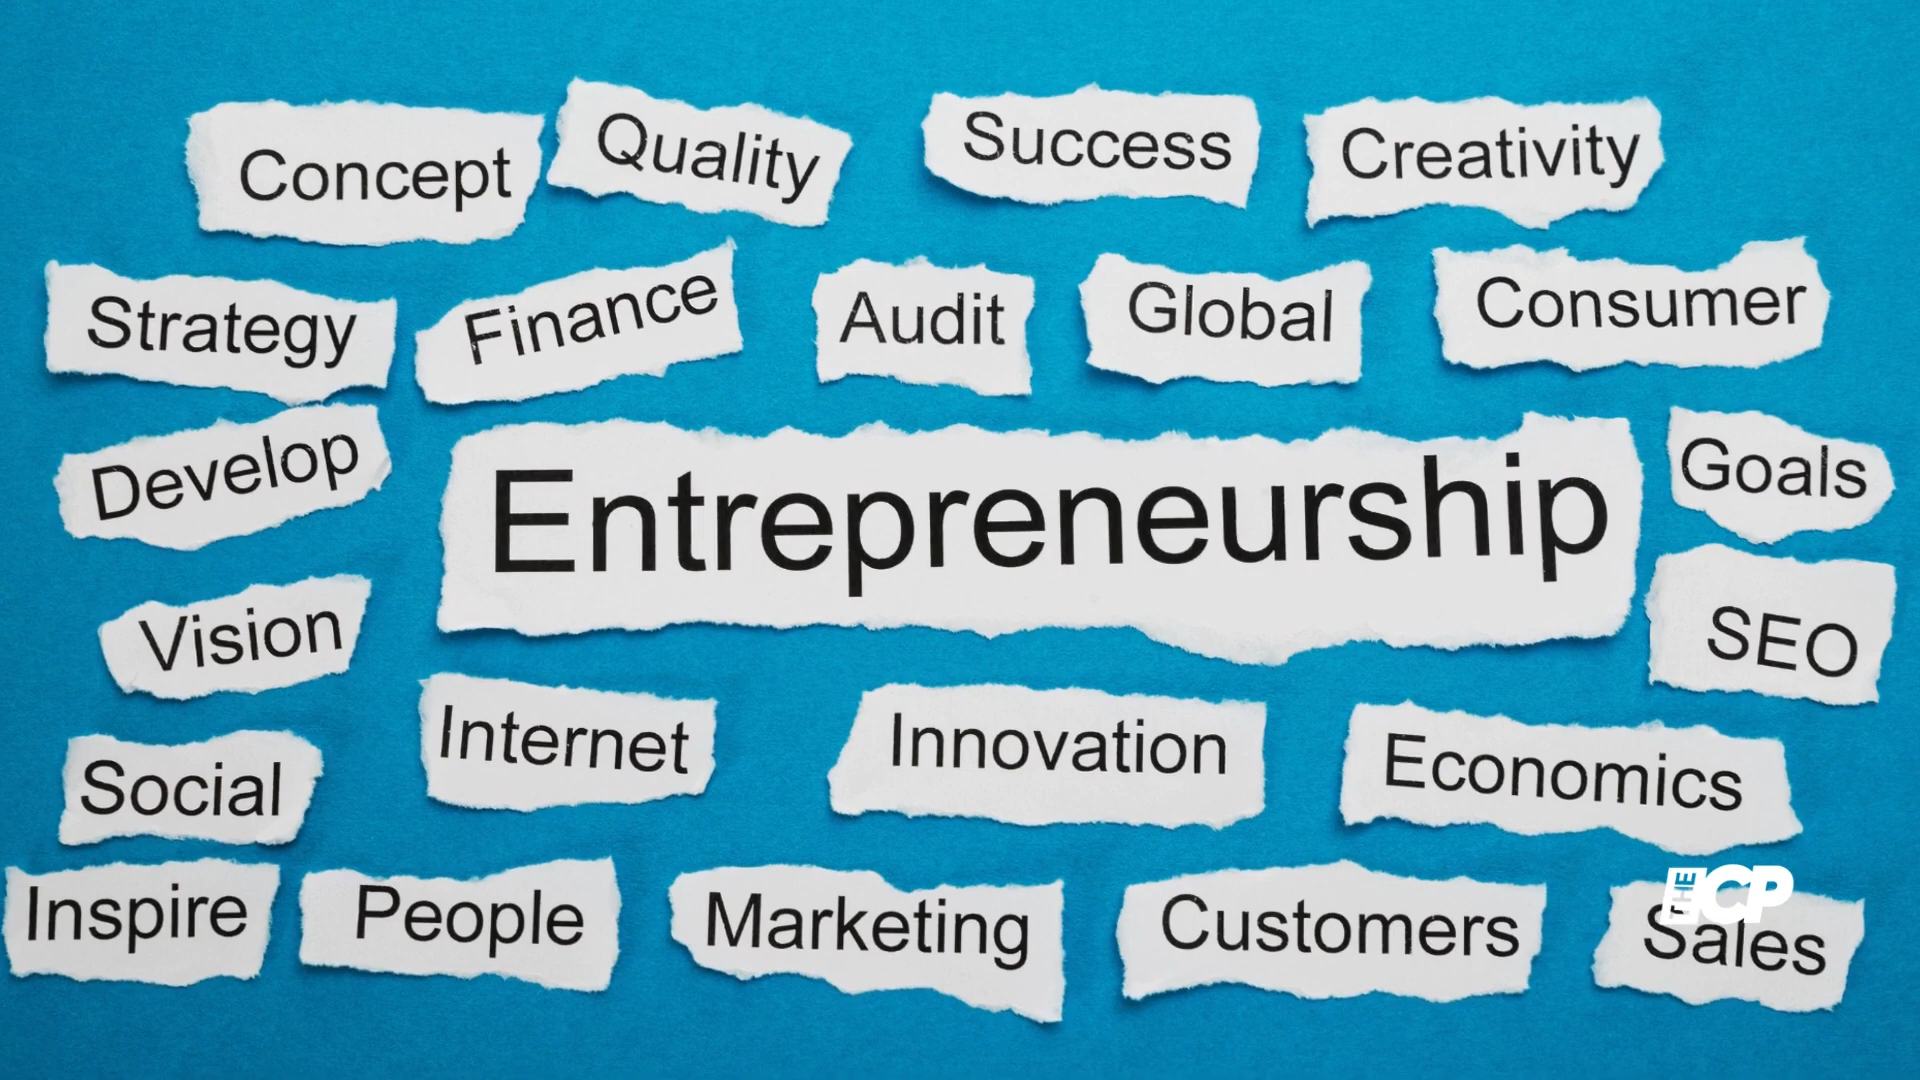 Concept
Quality
Success
Creativity
Strategy
Finance
Audit
Global
Consumer
Develop
Entrepreneurship
Goals
Vision
SEO
Internet
Innovation
Economics
Social
Inspire
People
Marketing
Customers
THE ICP
Sales